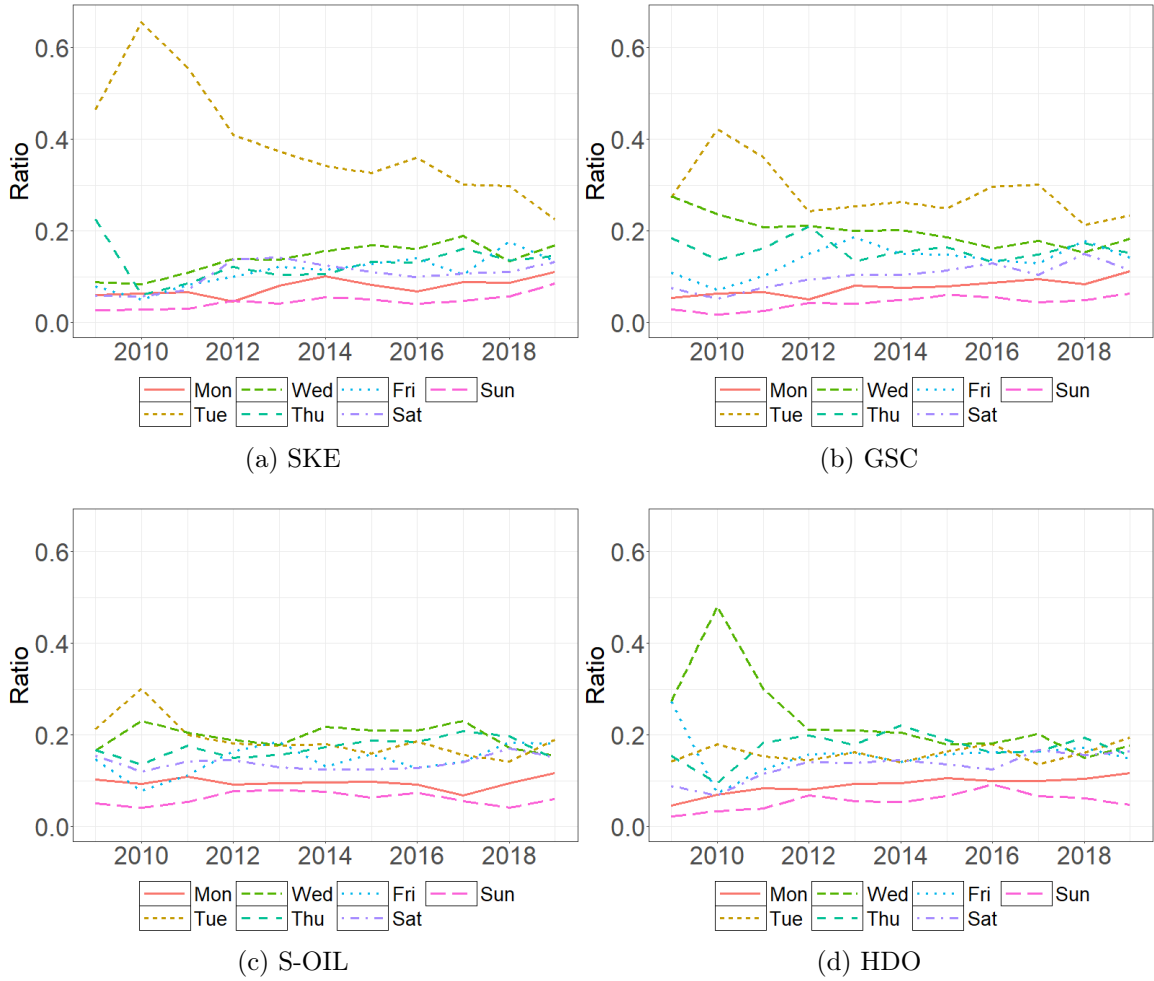 0.6
0.4
0.2
0.0
Ratio
2010 2012 2014 2016 2018
Mon Wed Fri Sun
Tue Thu Sat
(a) SKE
0.6
0.4
0.2
0.0
Ratio
2010 2012 2014 2016 2018
Mon Wed Fri Sun
Tue Thu Sat
(b) GSC
0.6
0.4
0.2
0.0
Ratio
2010 2012 2014 2016 2018
Mon Wed Fri Sun
Tue Thu Sat
(c) S-OIL
0.6
0.4
0.2
0.0
Ratio
2010 2012 2014 2016 2018
Mon Wed Fri Sun
Tue Thu Sat
(d) HDO